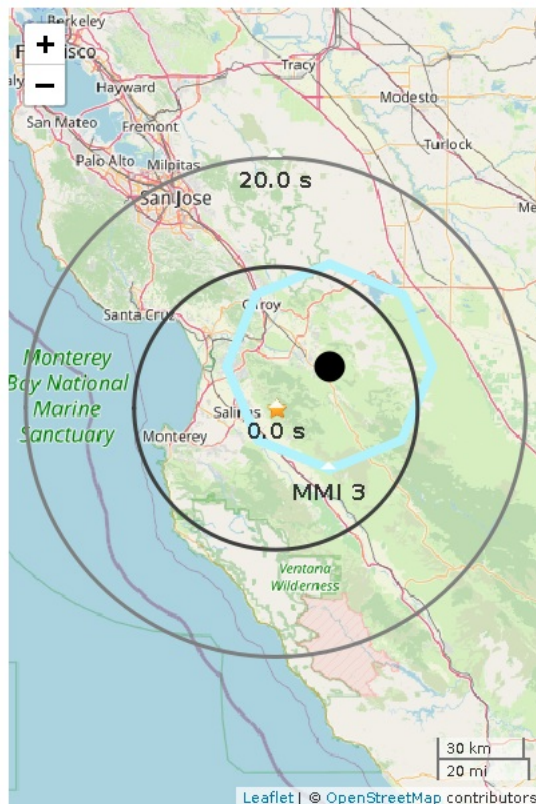 Berkeley
+
−
Tracy
Hayward
Modesto
San Mateo
Fremont
Turlock
Palo Alto
Milpitas
20.0 s
San Jose
Me
Gilroy
Santa Cruz
Monterey
Bay National
Marine
Sanctuary
Salinas
0.0 s
Monterey
MMI 3
Ventana
Wilderness
30 km
20 mi
Leaflet | © OpenStreetMap contributors